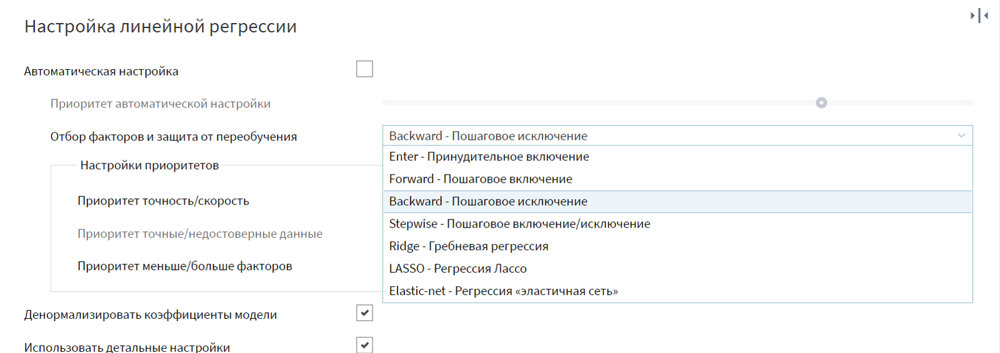 Настройка линейной регрессии
Автоматическая настройка
Приоритет автоматической настройки
Отбор факторов и защита от переобучения
Backward - Пошаговое исключение
Enter - Принудительное включение
Forward - Пошаговое включение
Backward - Пошаговое исключение
Stepwise - Пошаговое включение/исключение
Ridge - Гребневая регрессия
LASSO - Регрессия Лассо
Elastic-net - Регрессия «эластичная сеть»
Настройки приоритетов
Приоритет точность/скорость
Приоритет точные/недостоверные данные
Приоритет меньше/больше факторов
Денормализировать коэффициенты модели
Использовать детальные настройки